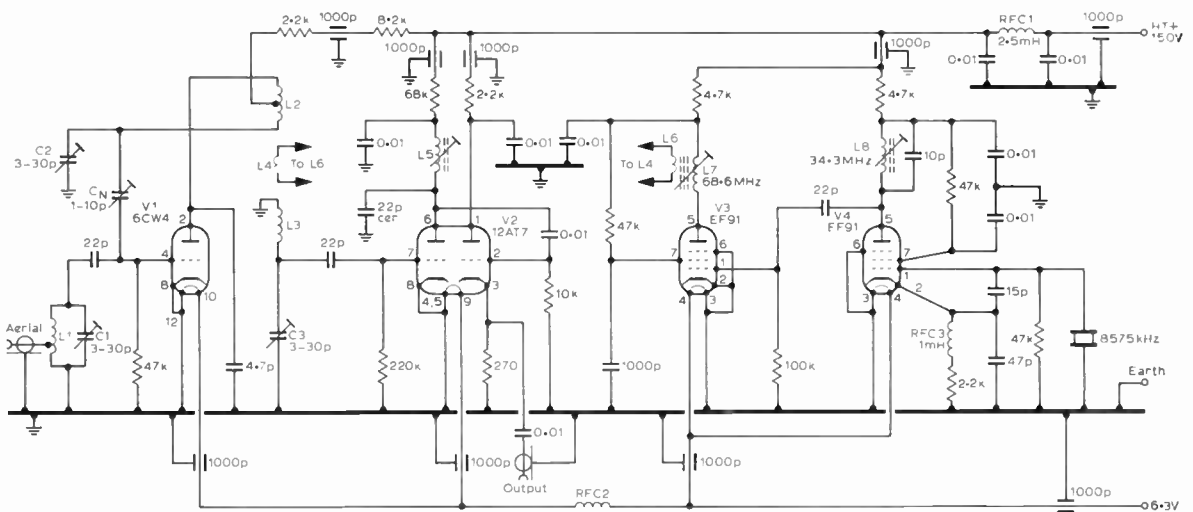 2·2k
1000p
8·2k
1000p
1000p
1000p
RFC1
2·5mH
1000p
HT+
150V
0·01
0·01
L2
68k
2·2k
4·7k
4·7k
C2
3-30p
CN
1-10p
V1
6CW4
L4
To L6
0·01
L5
0·01
0·01
L6
To L4
L7
68·6MHz
L8
34·3MHz
10p
47k
0·01
0·01
22p
cer
22p
2
4
8
10
12
L3
22p
6
1
V2
12AT7
7
2
8
4,5
9
3
0·01
10k
47k
V3
EF91
5
6
1
2
7
4
3
22p
V4
EF91
5
6
7
1
2
3
4
Aerial
L1
C1
3-30p
47k
4·7p
C3
3-30p
220k
270
1000p
100k
RFC3
1mH
2·2k
15p
47p
47k
8575kHz
Earth
1000p
1000p
0·01
Output
1000p
RFC2
1000p
6·3V